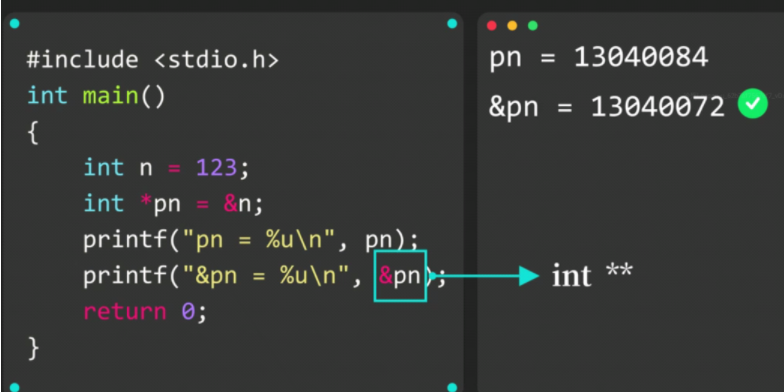 #include <stdio.h>
int main()
{
    int n = 123;
    int *pn = &n;
    printf("pn = %u\n", pn);
    printf("&pn = %u\n", &pn);
    return 0;
}
pn = 13040084
&pn = 13040072
int **